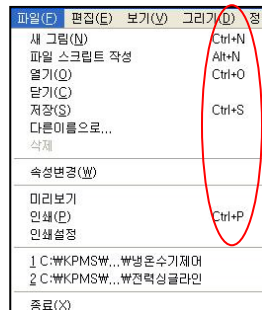 파일(F) 편집(E) 보기(V) 그리기(D) 정
새 그림(N) Ctrl+N
파일 스크립트 작성 Alt+N
열기(O) Ctrl+O
닫기(C)
저장(S) Ctrl+S
다른이름으로...
삭제
속성변경(W)
미리보기
인쇄(P) Ctrl+P
인쇄설정
1 C:₩KPMS₩...₩냉온수기제어
2 C:₩KPMS₩...₩전력싱글라인
종료(X)